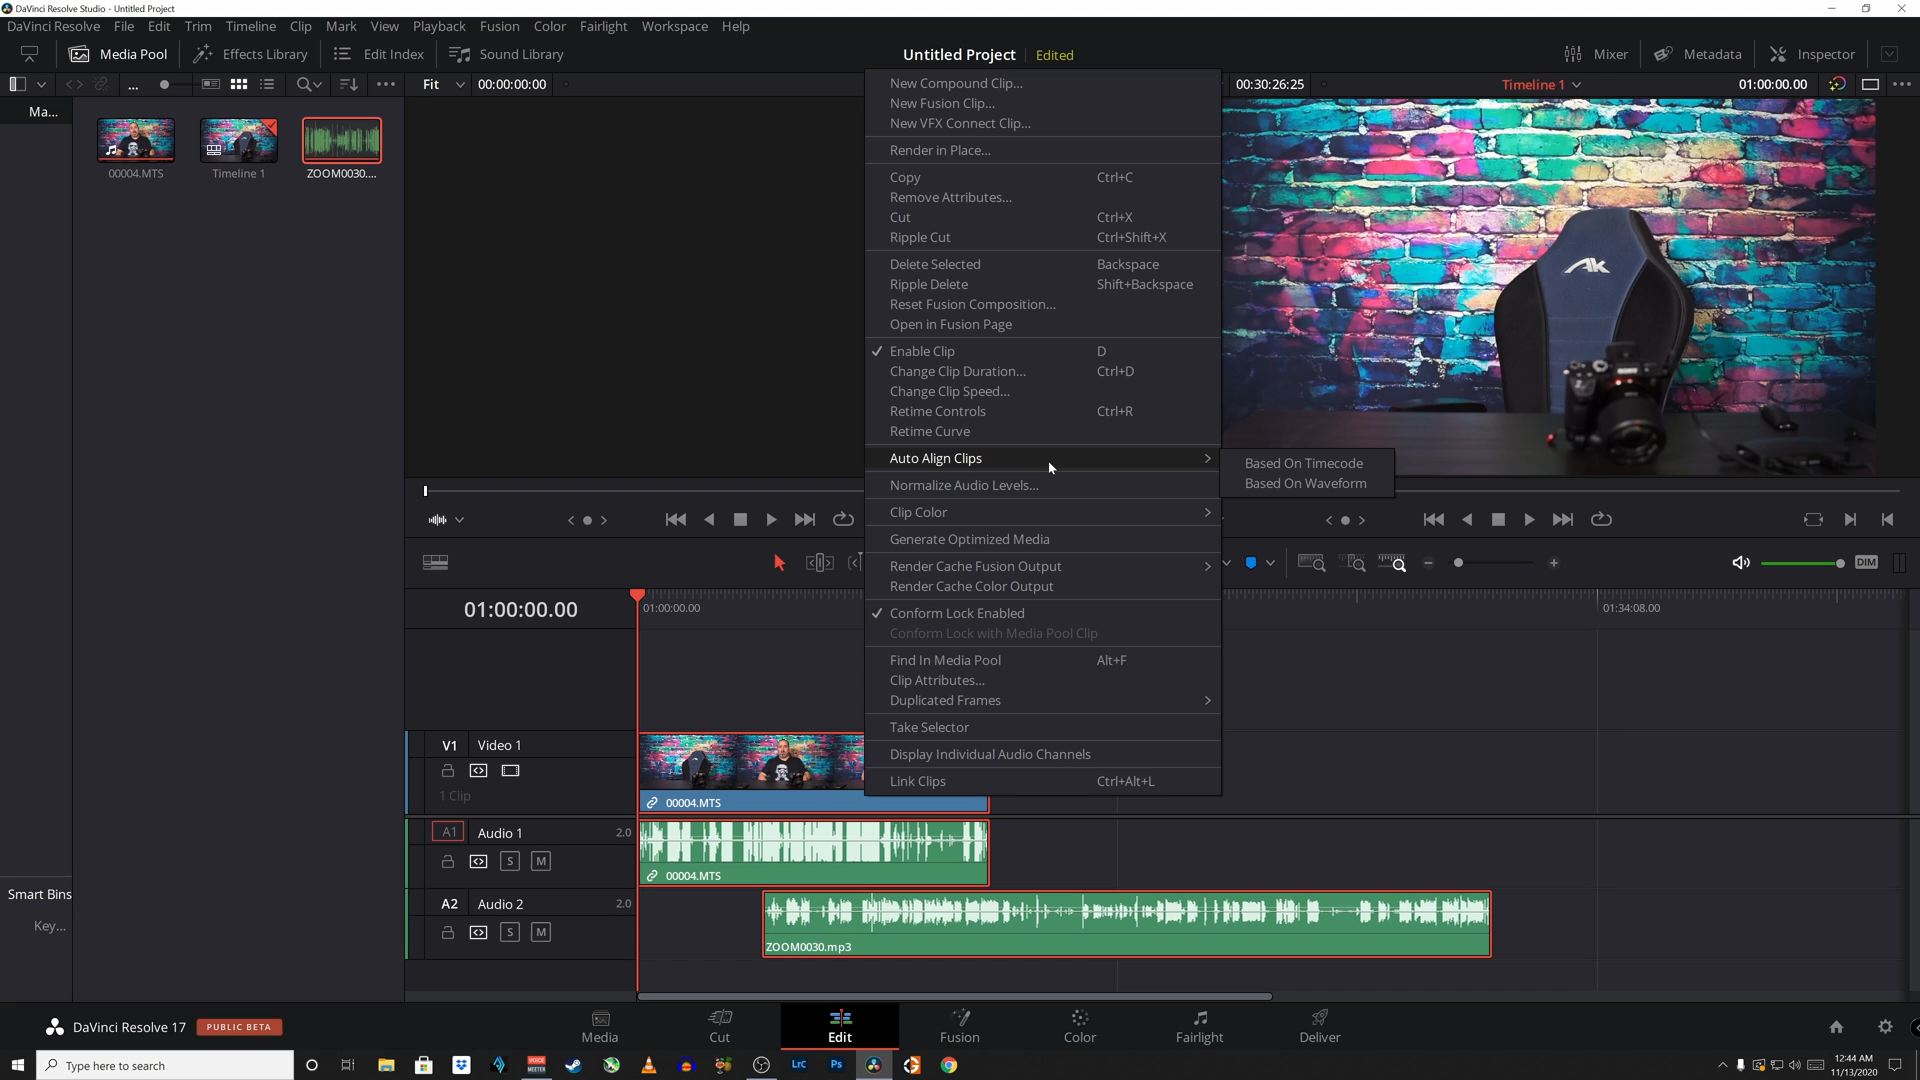 DaVinci Resolve Studio - Untitled Project
DaVinci Resolve File Edit Trim Timeline Clip Mark View Playback Fusion Color Fairlight Workspace Help
Media Pool Effects Library Edit Index Sound Library Untitled Project Edited Mixer Metadata Inspector
... Fit 00:00:00:00 00:30:26:25 Timeline 1 01:00:00.00
Ma...
00004.MTS Timeline 1 ZOOM0030....
New Compound Clip...
New Fusion Clip...
New VFX Connect Clip...
Render in Place...
Copy Ctrl+C
Remove Attributes...
Cut Ctrl+X
Ripple Cut Ctrl+Shift+X
Delete Selected Backspace
Ripple Delete Shift+Backspace
Reset Fusion Composition...
Open in Fusion Page
Enable Clip D
Change Clip Duration... Ctrl+D
Change Clip Speed...
Retime Controls Ctrl+R
Retime Curve
Auto Align Clips
Based On Timecode
Based On Waveform
Normalize Audio Levels...
Clip Color
Generate Optimized Media
Render Cache Fusion Output
Render Cache Color Output
Conform Lock Enabled
Conform Lock with Media Pool Clip
Find In Media Pool Alt+F
Clip Attributes...
Duplicated Frames
Take Selector
Display Individual Audio Channels
Link Clips Ctrl+Alt+L
AK
DIM
01:00:00.00 01:00:00.00 01:34:08.00
V1 Video 1
1 Clip
00004.MTS
A1 Audio 1 2.0
S M
00004.MTS
A2 Audio 2 2.0
S M
ZOOM0030.mp3
Smart Bins
Key...
DaVinci Resolve 17 PUBLIC BETA
Media Cut Edit Fusion Color Fairlight Deliver
Type here to search
VOICE MEETER
Lrc Ps
12:44 AM
11/13/2020